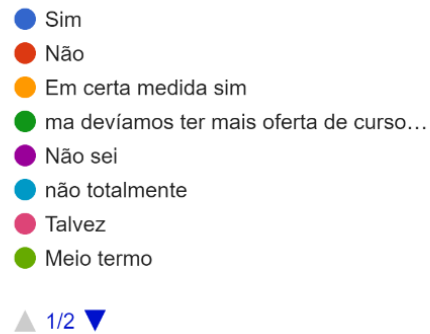 Sim
Não
Em certa medida sim
ma devíamos ter mais oferta de curso…
Não sei
não totalmente
Talvez
Meio termo
1/2